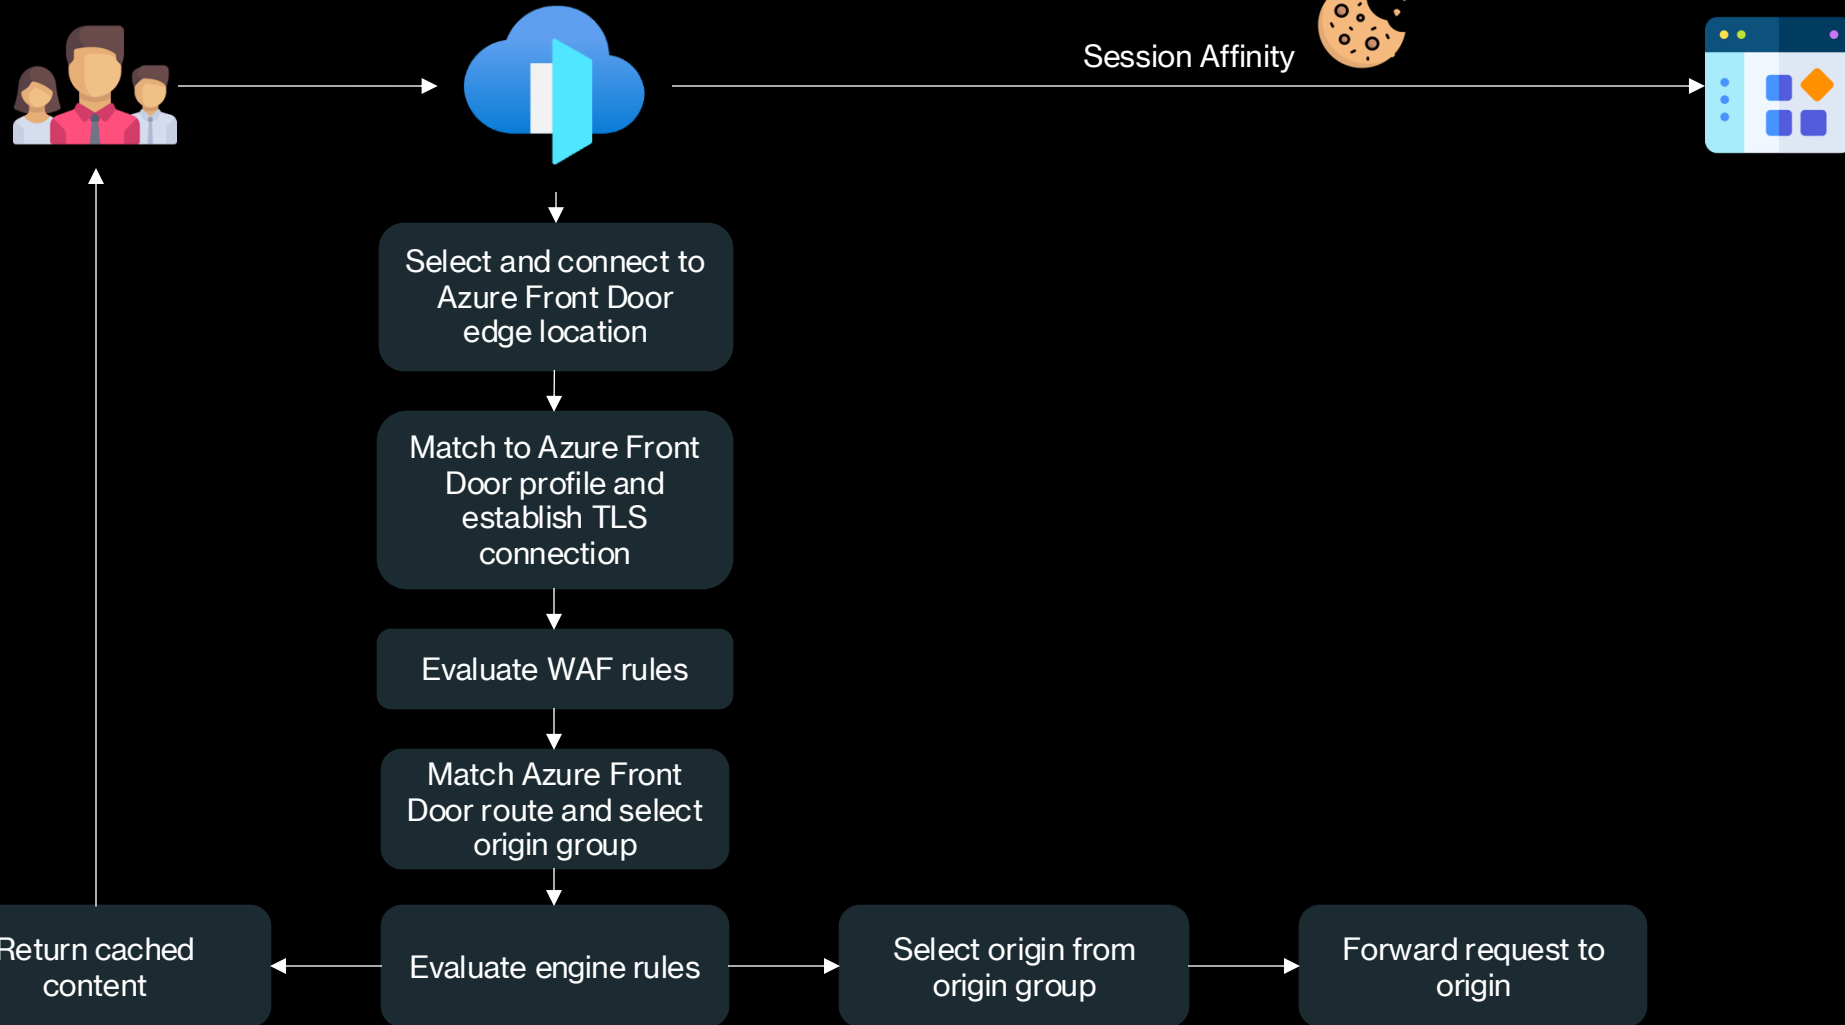 Session Affinity
Select and connect to
Azure Front Door
edge location
Match to Azure Front
Door profile and
establish TLS
connection
Evaluate WAF rules
Match Azure Front
Door route and select
origin group
Return cached
content
Evaluate engine rules
Select origin from
origin group
Forward request to
origin